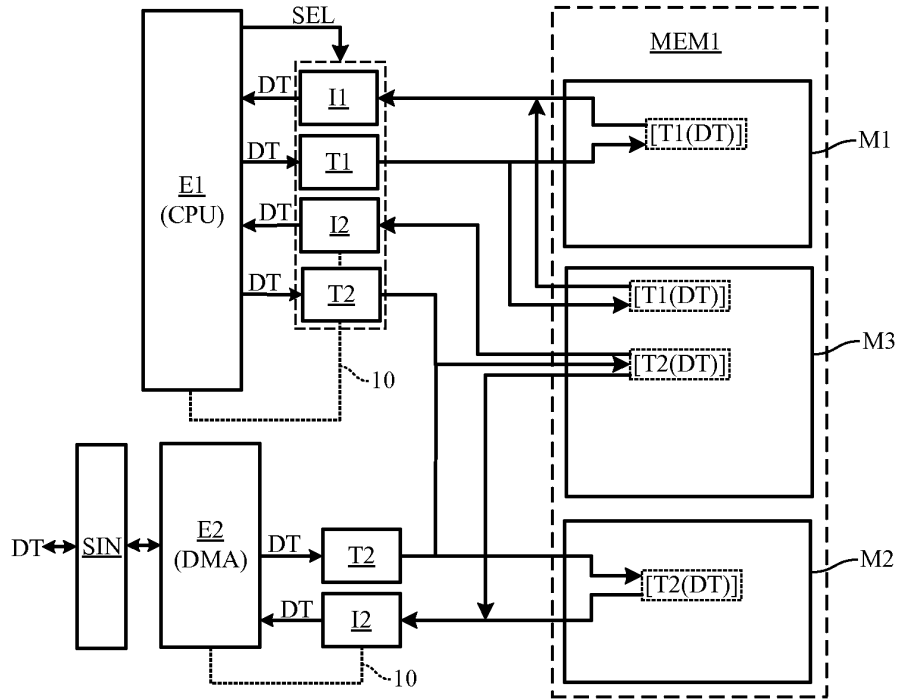 SEL
MEM1
DT
I1
[T1(DT)]
M1
DT
T1
E1
(CPU)
DT
I2
DT
T2
[T1(DT)]
M3
[T2(DT)]
10
DT
SIN
E2
(DMA)
DT
T2
[T2(DT)]
M2
DT
I2
10